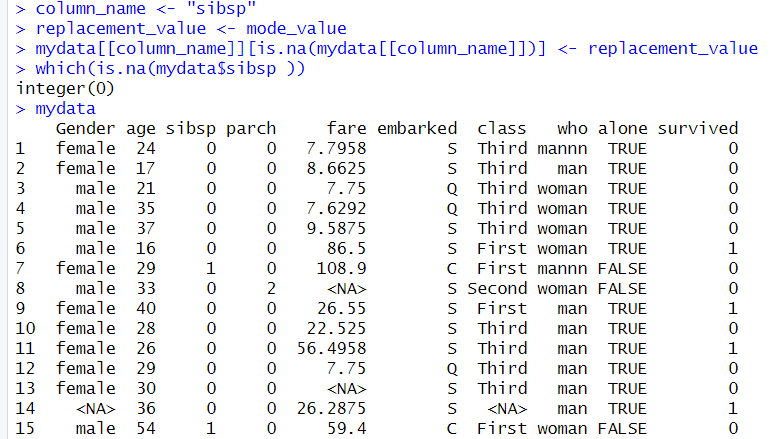 > column_name <- "sibsp"
> replacement_value <- mode_value
> mydata[[column_name]][is.na(mydata[[column_name]])] <- replacement_value
> which(is.na(mydata$sibsp ))
integer(0)
> mydata
   Gender age sibsp parch    fare embarked  class   who alone survived
1  female  24     0     0  7.7958        S  Third mannn  TRUE        0
2  female  17     0     0  8.6625        S  Third   man  TRUE        0
3    male  21     0     0    7.75        Q  Third woman  TRUE        0
4    male  35     0     0  7.6292        Q  Third woman  TRUE        0
5    male  37     0     0  9.5875        S  Third woman  TRUE        0
6    male  16     0     0    86.5        S  First woman  TRUE        1
7  female  29     1     0   108.9        C  First mannn FALSE        0
8    male  33     0     2    <NA>        S Second woman FALSE        0
9  female  40     0     0   26.55        S  First   man  TRUE        1
10 female  28     0     0  22.525        S  Third   man  TRUE        0
11 female  26     0     0 56.4958        S  Third   man  TRUE        1
12 female  29     0     0    7.75        Q  Third   man  TRUE        0
13 female  30     0     0    <NA>        S  Third   man  TRUE        0
14   <NA>  36     0     0 26.2875        S   <NA>   man  TRUE        1
15   male  54     1     0    59.4        C  First woman FALSE        0